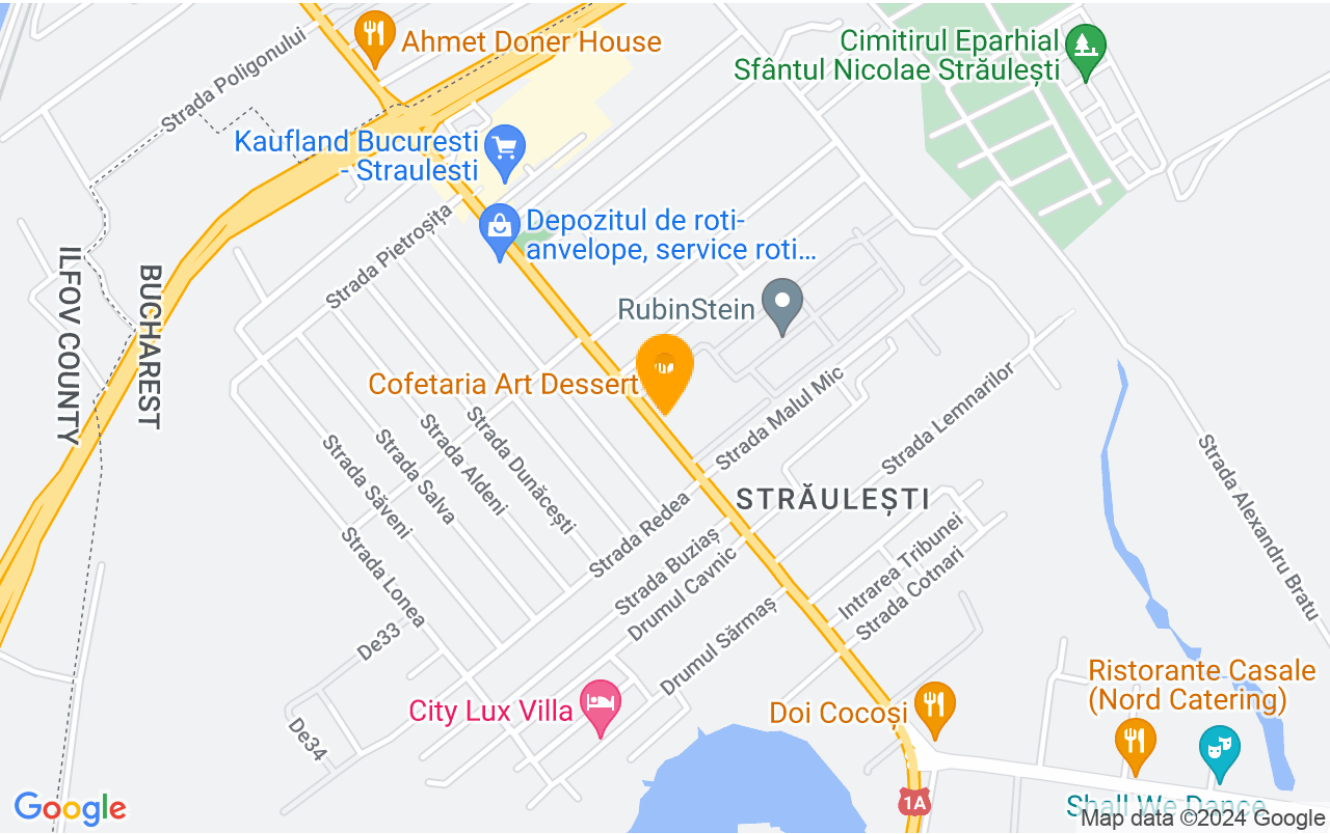 Ahmet Doner House
Cimitirul Eparhial
Sfântul Nicolae Străulești
Strada Poligonului
Kaufland Bucuresti
- Straulesti
Depozitul de roti-
anvelope, service roti...
Strada Pietroșița
ILFOV COUNTY
BUCHAREST
RubinStein
Cofetaria Art Dessert
Strada Malul Mic
Strada Lemnarilor
Strada Dunăcești
Strada Aldeni
Strada Salva
Strada Săveni
Strada Alexandru Bratu
STRĂULEȘTI
Strada Redea
Strada Buziaș
Drumul Cavnic
Intrarea Tribunei
Strada Cotnari
Strada Lonea
Drumul Sărmaș
De33
De34
City Lux Villa
Doi Cocoși
Ristorante Casale
(Nord Catering)
1A
Shall We Dance
Google
Map data ©2024 Google